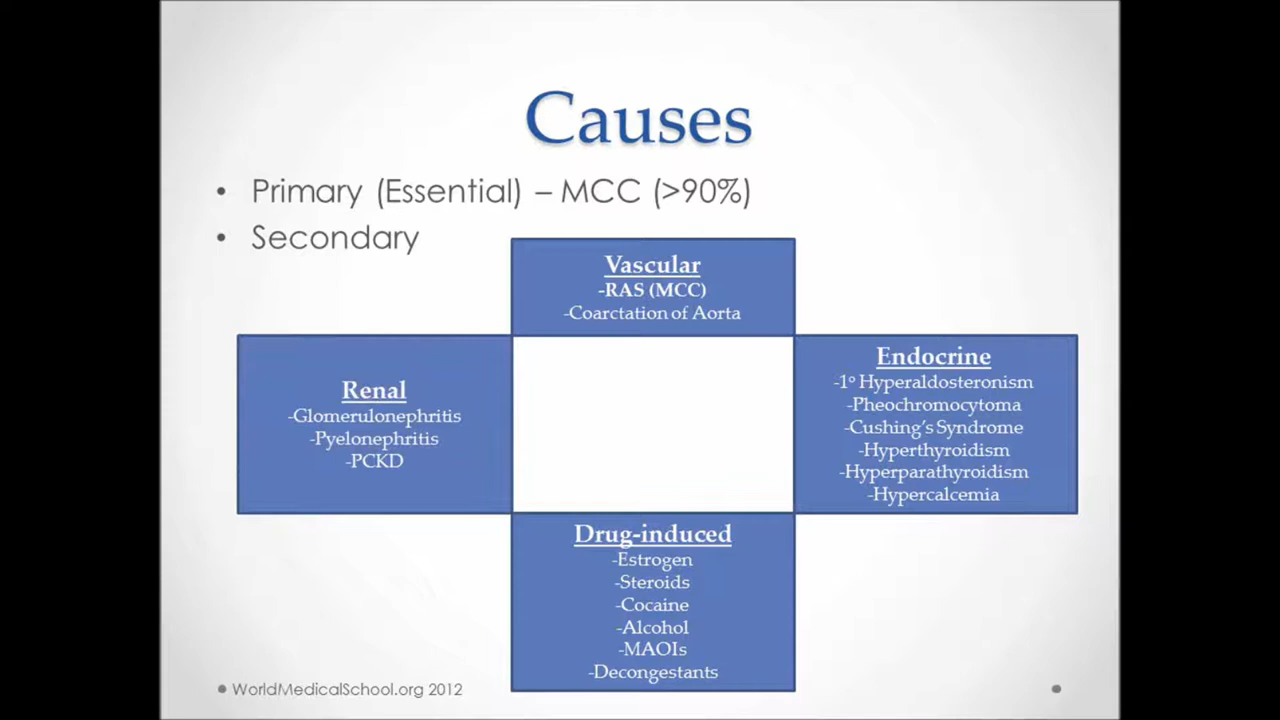 Causes
• Primary (Essential) – MCC (>90%)
• Secondary
Vascular
-RAS (MCC)
-Coarctation of Aorta
Renal
-Glomerulonephritis
-Pyelonephritis
-PCKD
Endocrine
-1° Hyperaldosteronism
-Pheochromocytoma
-Cushing's Syndrome
-Hyperthyroidism
-Hyperparathyroidism
-Hypercalcemia
Drug-induced
-Estrogen
-Steroids
-Cocaine
-Alcohol
-MAOIs
-Decongestants
WorldMedicalSchool.org 2012